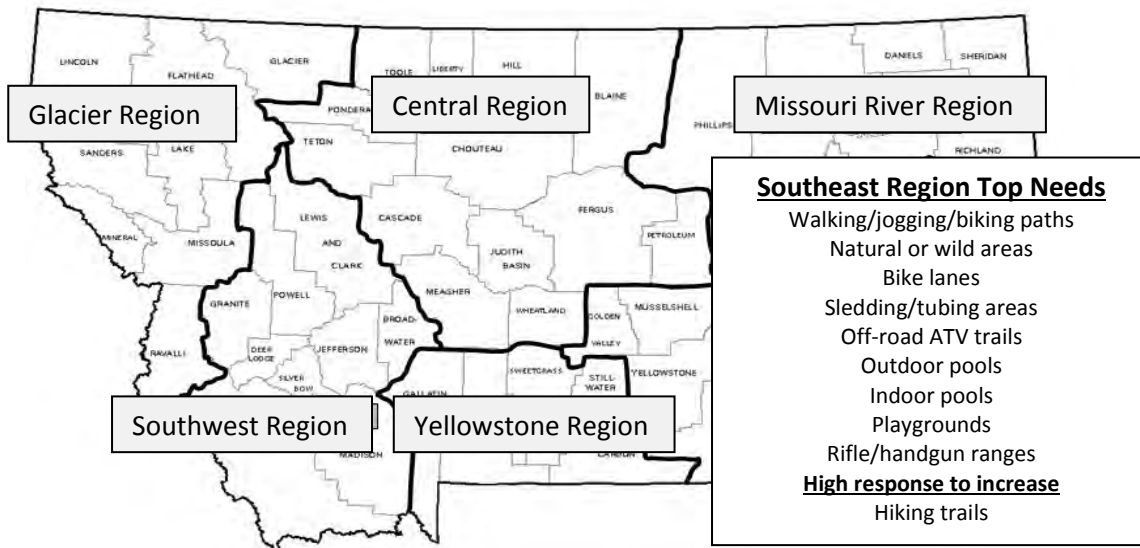 LINCOLN
FLATHEAD
GLACIER
TOOLE
LIBERTY
HILL
BLAINE
DANIELS
SHERIDAN
Glacier Region
Central Region
Missouri River Region
PONDERA
PHILLIPS
SANDERS
LAKE
TETON
CHOUTEAU
RICHLAND
MINERAL
MISSOULA
LEWIS
AND
CLARK
CASCADE
JUDITH
BASIN
FERGUS
PETROLEUM
GRANITE
POWELL
MEAGHER
WHEATLAND
GOLDEN
VALLEY
MUSSELSHELL
RAVALLI
DEER
LODGE
SILVER
BOW
JEFFERSON
BROAD-
WATER
GALLATIN
SWEETGRASS
STILL-
WATER
YELLOWSTONE
Southwest Region
Yellowstone Region
MADISON
CARBON
Southeast Region Top Needs
Walking/jogging/biking paths
Natural or wild areas
Bike lanes
Sledding/tubing areas
Off-road ATV trails
Outdoor pools
Indoor pools
Playgrounds
Rifle/handgun ranges
High response to increase
Hiking trails